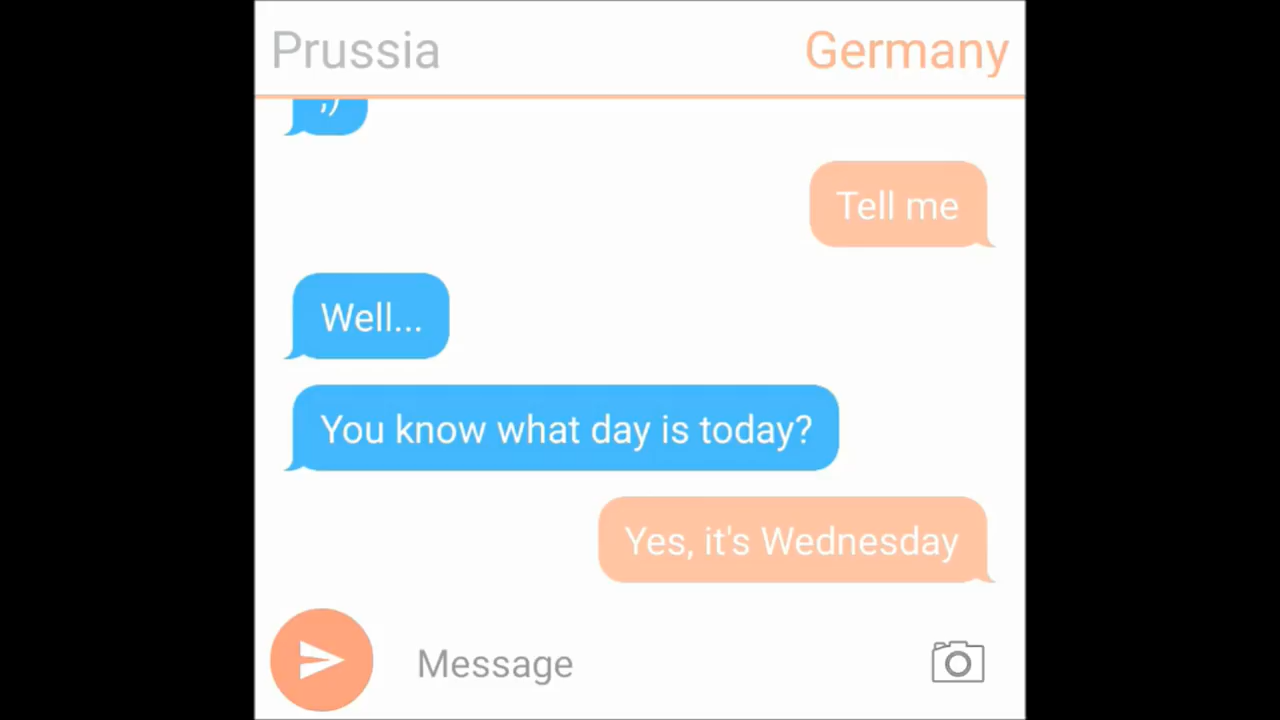 Prussia
Germany
;)
Tell me
Well...
You know what day is today?
Yes, it's Wednesday
Message